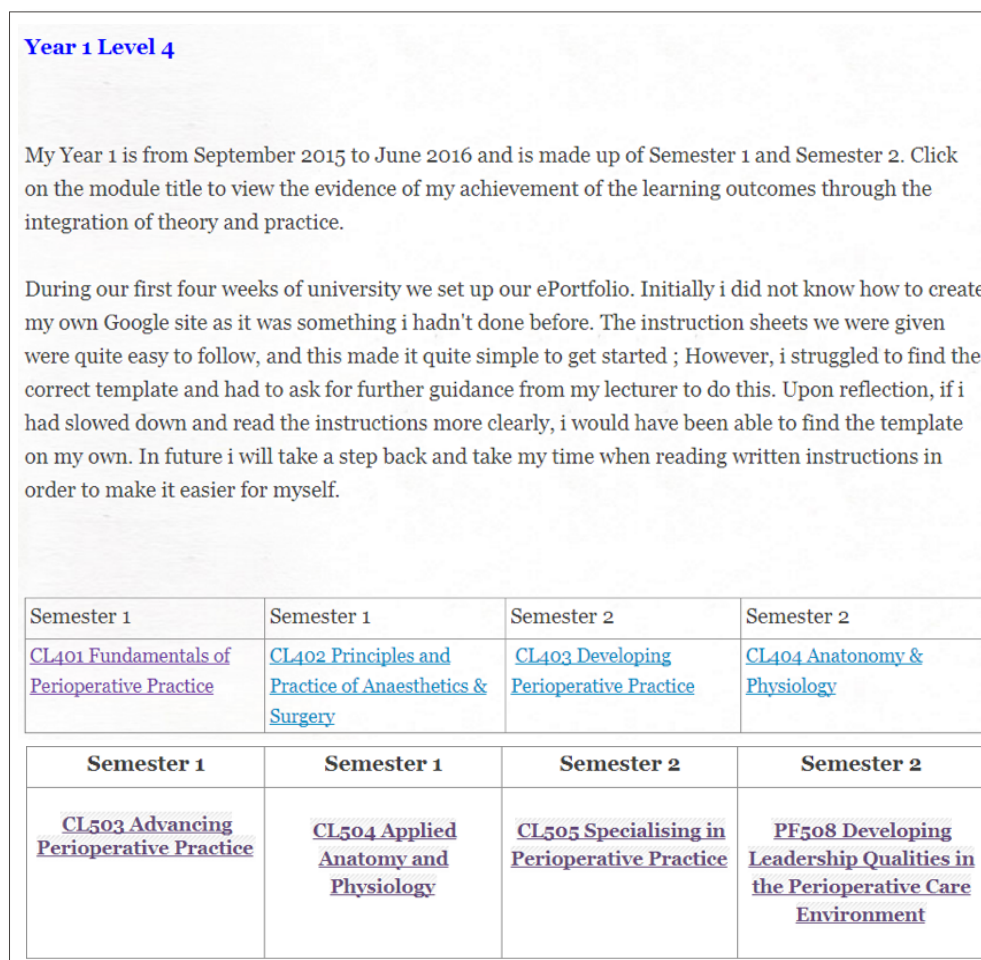 Year 1 Level 4
My Year 1 is from September 2015 to June 2016 and is made up of Semester 1 and Semester 2. Click
on the module title to view the evidence of my achievement of the learning outcomes through the
integration of theory and practice.
During our first four weeks of university we set up our ePortfolio. Initially i did not know how to create
my own Google site as it was something i hadn't done before. The instruction sheets we were given
were quite easy to follow, and this made it quite simple to get started ; However, i struggled to find the
correct template and had to ask for further guidance from my lecturer to do this. Upon reflection, if i
had slowed down and read the instructions more clearly, i would have been able to find the template
on my own. In future i will take a step back and take my time when reading written instructions in
order to make it easier for myself.
Semester 1 Semester 1 Semester 2 Semester 2
CL401 Fundamentals of CL402 Principles and CL403 Developing CL404 Anatonomy &
Perioperative Practice Practice of Anaesthetics & Perioperative Practice Physiology
Surgery
Semester 1 Semester 1 Semester 2 Semester 2
CL503 Advancing CL504 Applied CL505 Specialising in PF508 Developing
Perioperative Practice Anatomy and Perioperative Practice Leadership Qualities in
Physiology the Perioperative Care
Environment